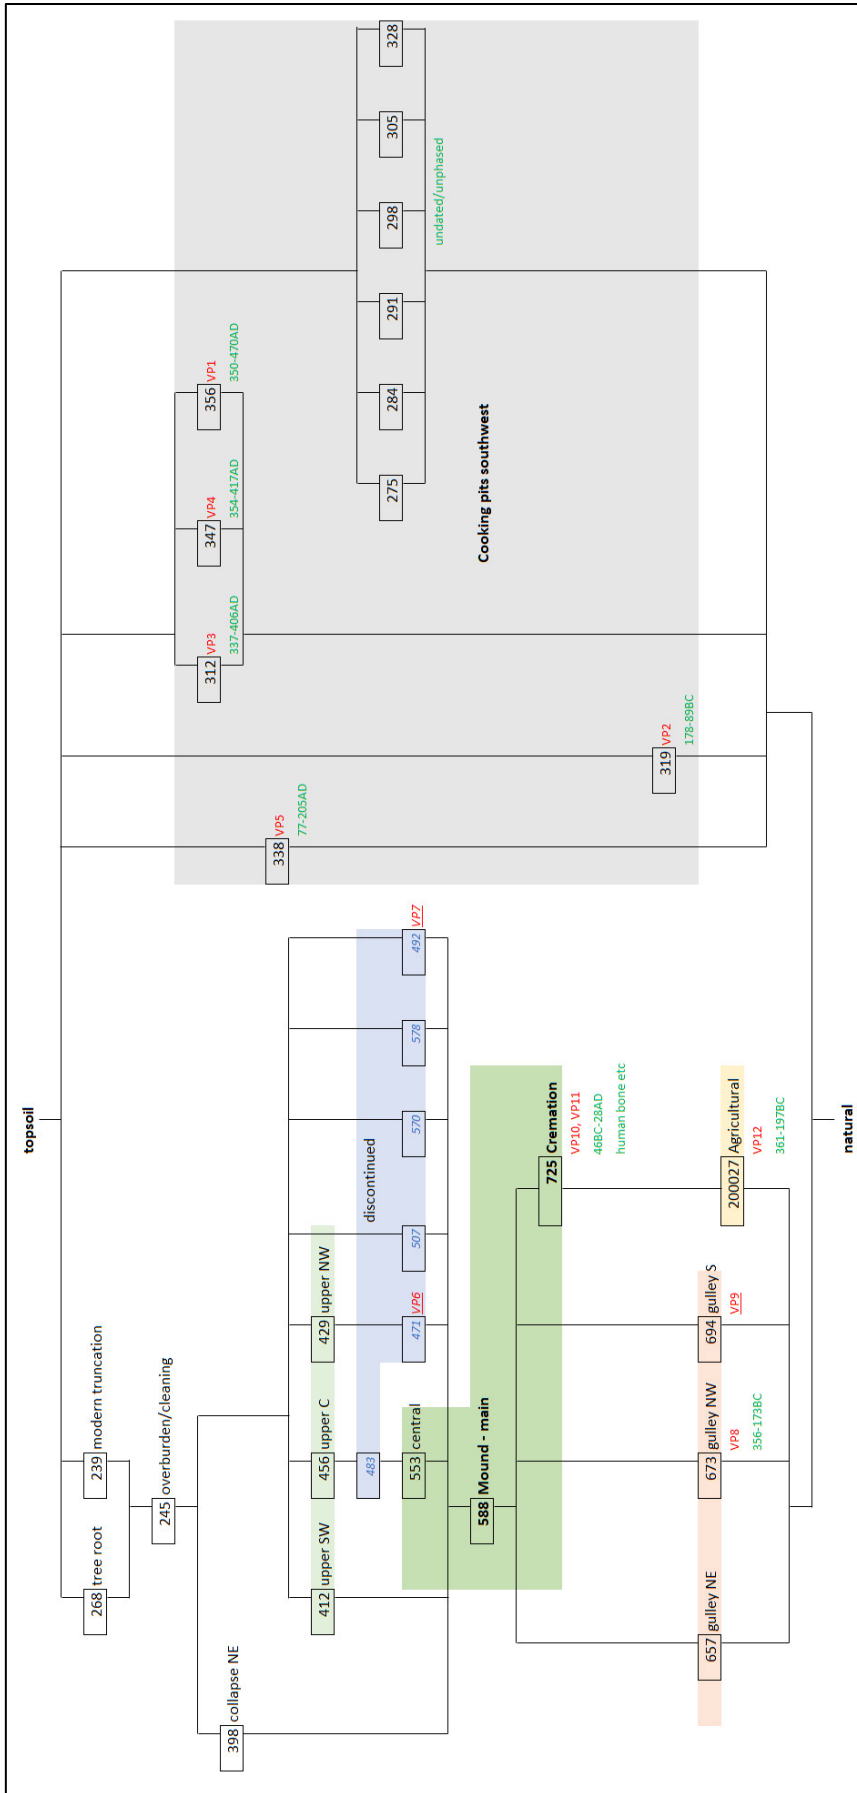 topsoil
268 tree root
239 modern truncation
245 overburden/cleaning
398 collapse NE
412 upper SW
456 upper C
429 upper NW
483
discontinued
553 central
471 VP6
507
570
578
492 VP7
588 Mound - main
725 Cremation
VP10, VP11
46BC-28AD
human bone etc
657 gulley NE
673 gulley NW
VP8
356-173BC
694 gulley S
VP9
200027 Agricultural
VP12
361-197BC
338 VP5
77-205AD
319 VP2
178-89BC
312 VP3
337-406AD
347 VP4
354-417AD
356 VP1
350-470AD
275
284
291
298
305
328
undated/unphased
Cooking pits southwest
natural